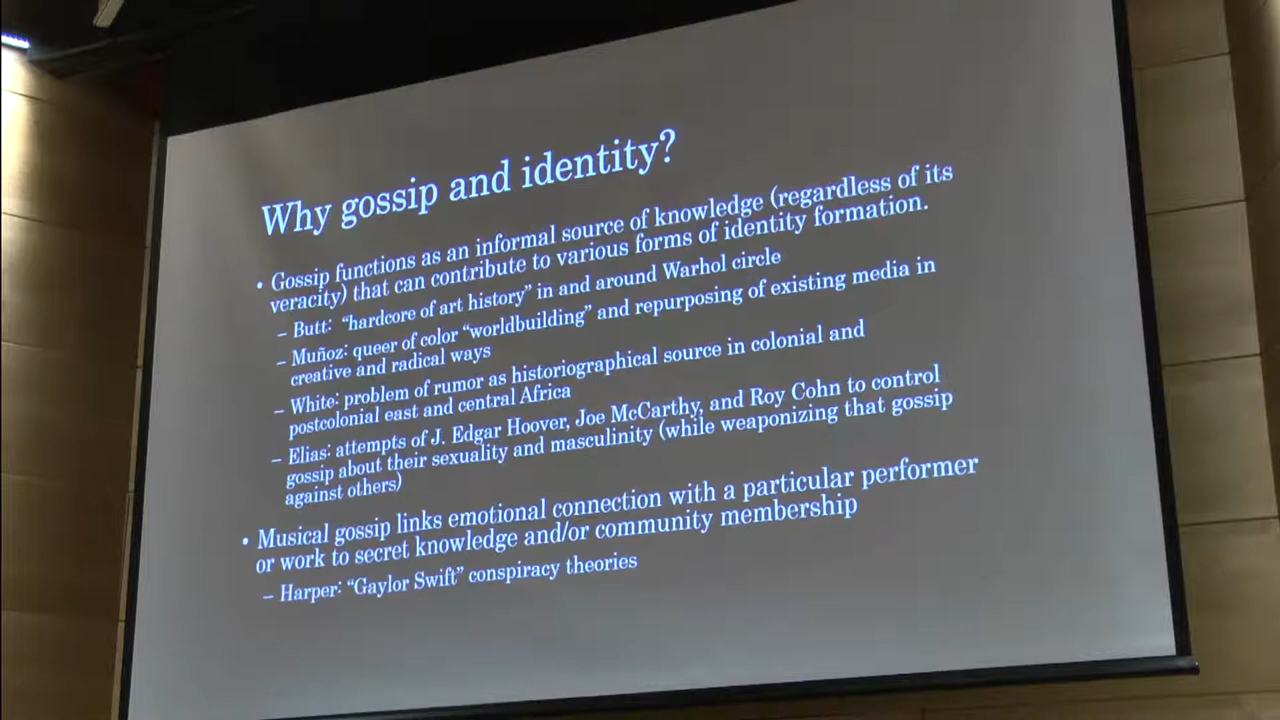 Why gossip and identity?
• Gossip functions as an informal source of knowledge (regardless of its
veracity) that can contribute to various forms of identity formation.
– Butt: “hardcore of art history” in and around Warhol circle
– Muñoz: queer of color “worldbuilding” and repurposing of existing media in
creative and radical ways
– White: problem of rumor as historiographical source in colonial and
postcolonial east and central Africa
– Elias: attempts of J. Edgar Hoover, Joe McCarthy, and Roy Cohn to control
gossip about their sexuality and masculinity (while weaponizing that gossip
against others)
• Musical gossip links emotional connection with a particular performer
or work to secret knowledge and/or community membership
– Harper: “Gaylor Swift” conspiracy theories